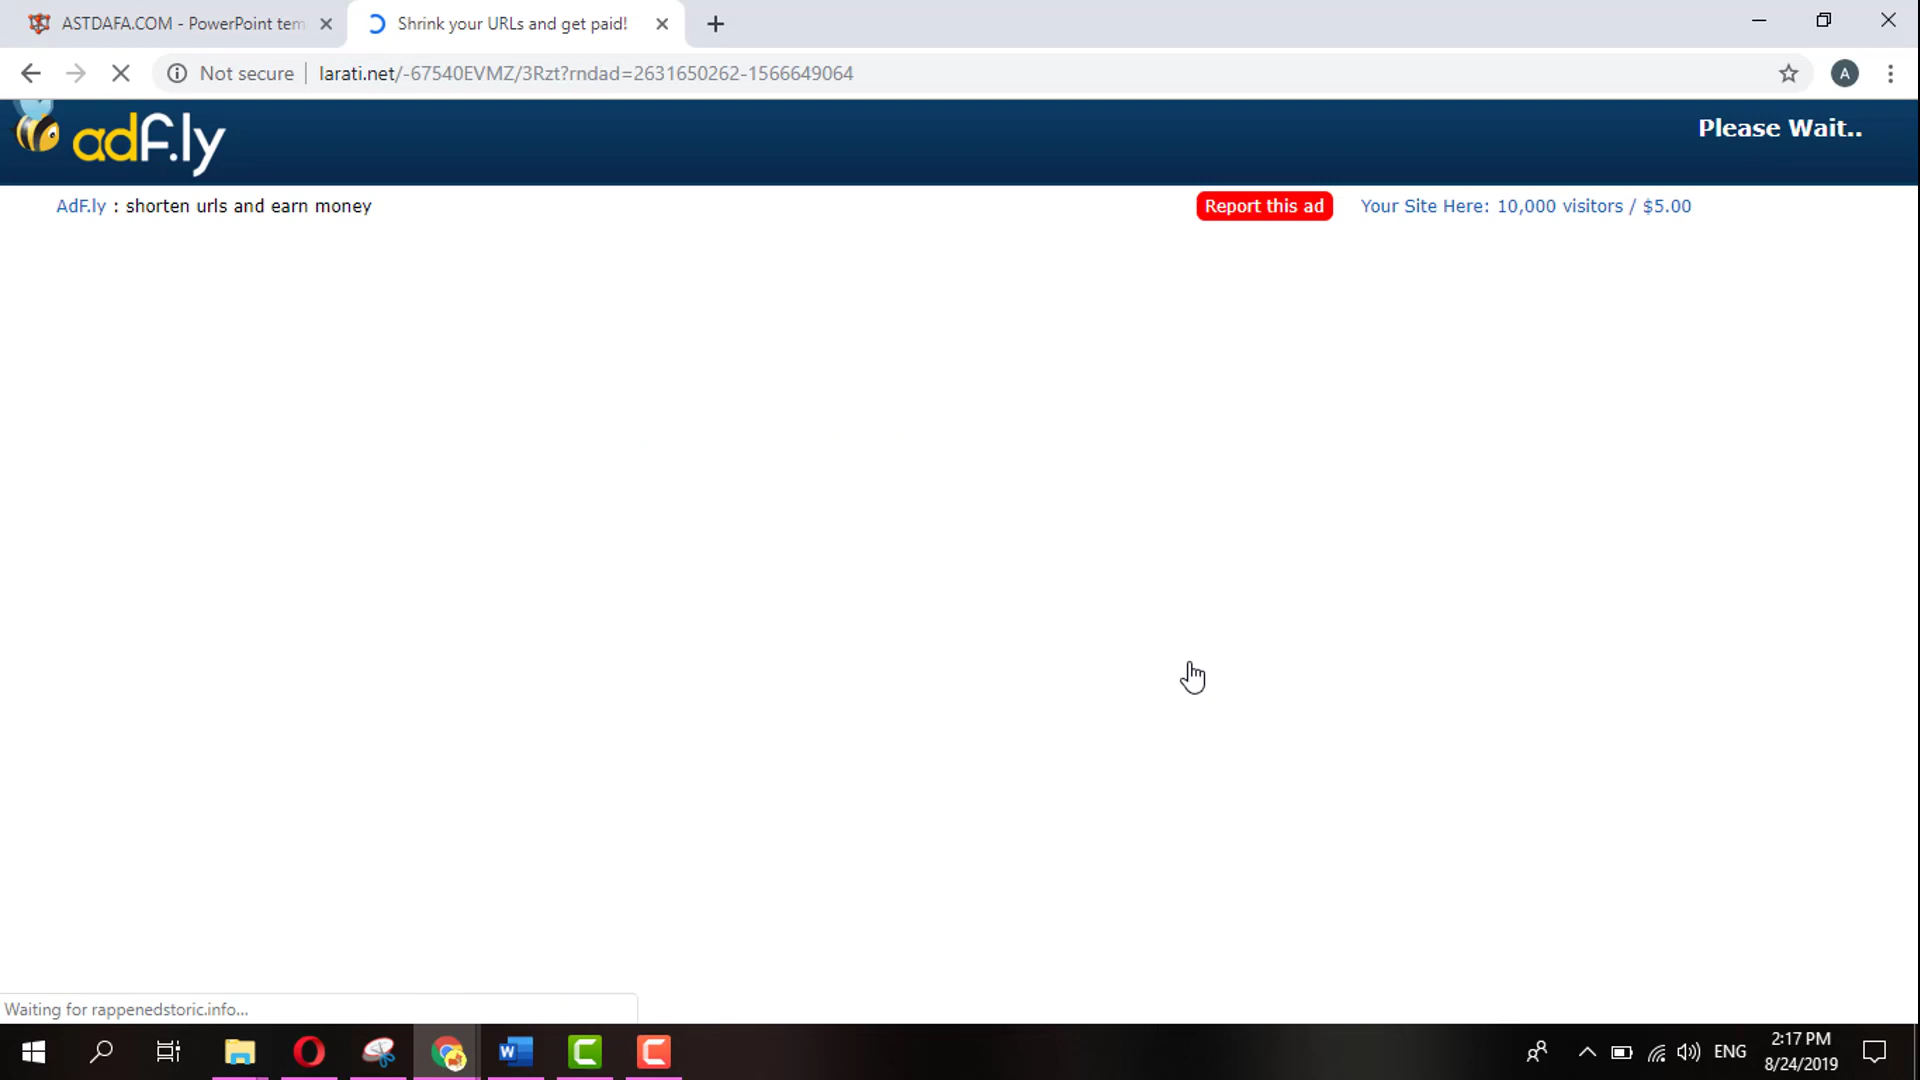 ASTDAFA.COM - PowerPoint tem
Shrink your URLs and get paid!
Not secure
larati.net/-67540EVMZ/3Rzt?rndad=2631650262-1566649064
A
adf.ly
Please Wait..
AdF.ly : shorten urls and earn money
Report this ad
Your Site Here: 10,000 visitors / $5.00
Waiting for rappenedstoric.info...
ENG
2:17 PM
8/24/2019